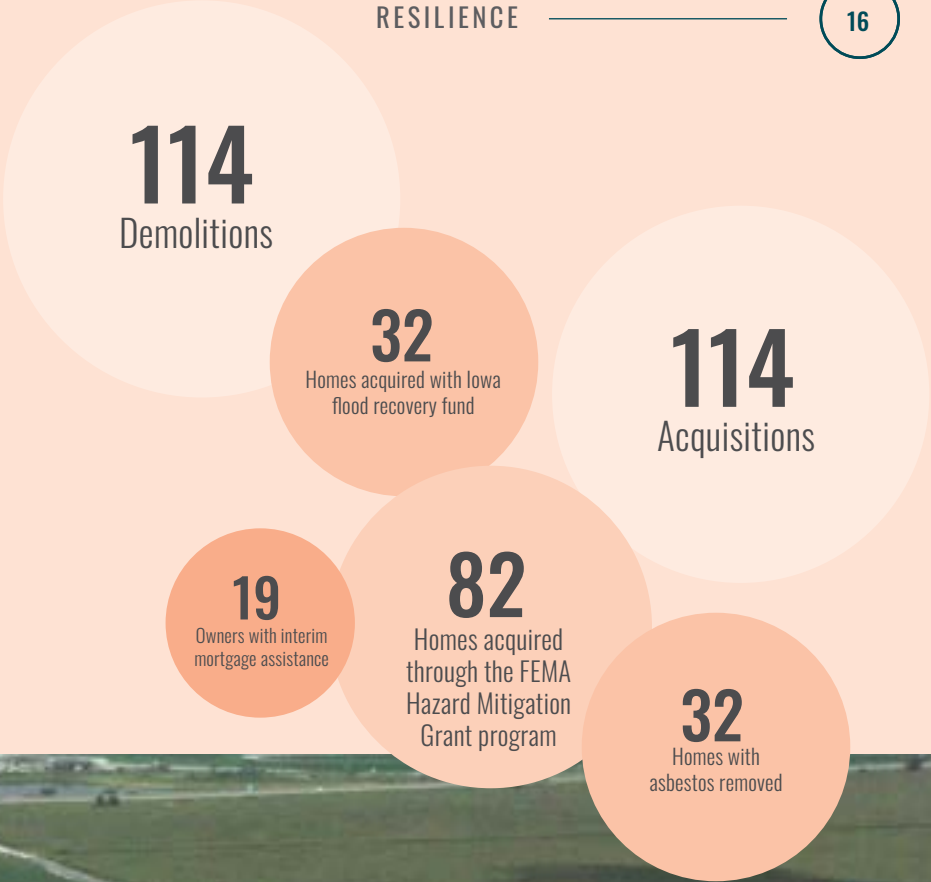 RESILIENCE
16
114
Demolitions
32
Homes acquired with Iowa
flood recovery fund
114
Acquisitions
82
Homes acquired
through the FEMA
Hazard Mitigation
Grant program
19
Owners with interim
mortgage assistance
32
Homes with
asbestos removed